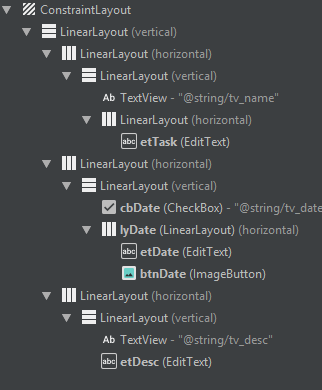 ConstraintLayout
LinearLayout (vertical)
LinearLayout (horizontal)
LinearLayout (vertical)
Ab TextView - "@string/tv_name"
LinearLayout (horizontal)
abc etTask (EditText)
LinearLayout (horizontal)
LinearLayout (vertical)
cbDate (CheckBox) - "@string/tv_date
lyDate (LinearLayout) (horizontal)
abc etDate (EditText)
btnDate (ImageButton)
LinearLayout (horizontal)
LinearLayout (vertical)
Ab TextView - "@string/tv_desc"
abc etDesc (EditText)